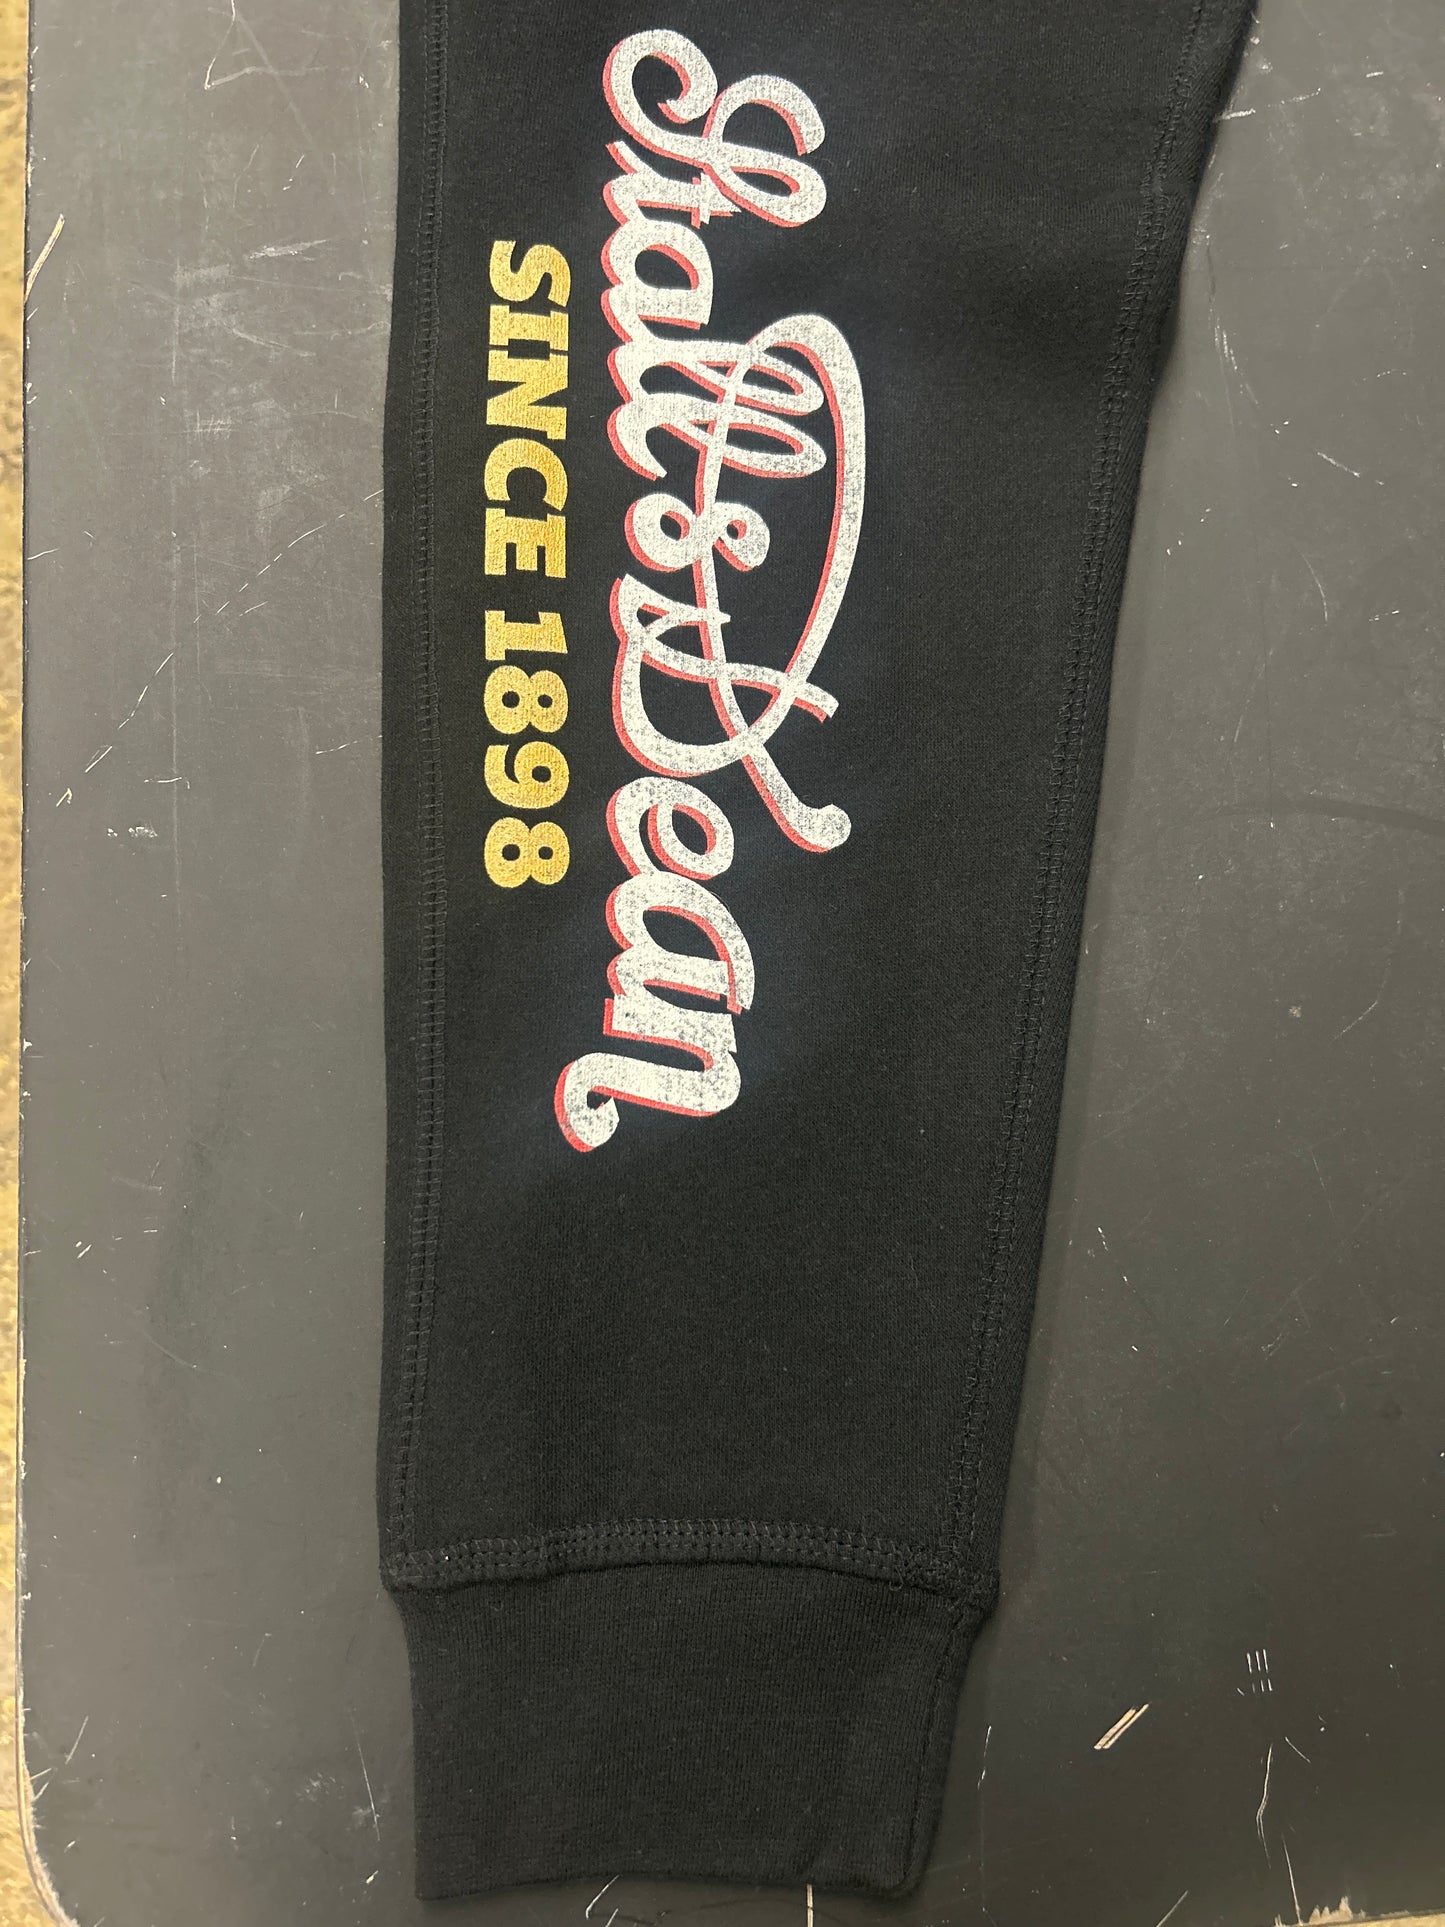 Stall & Dean
SINCE 1898